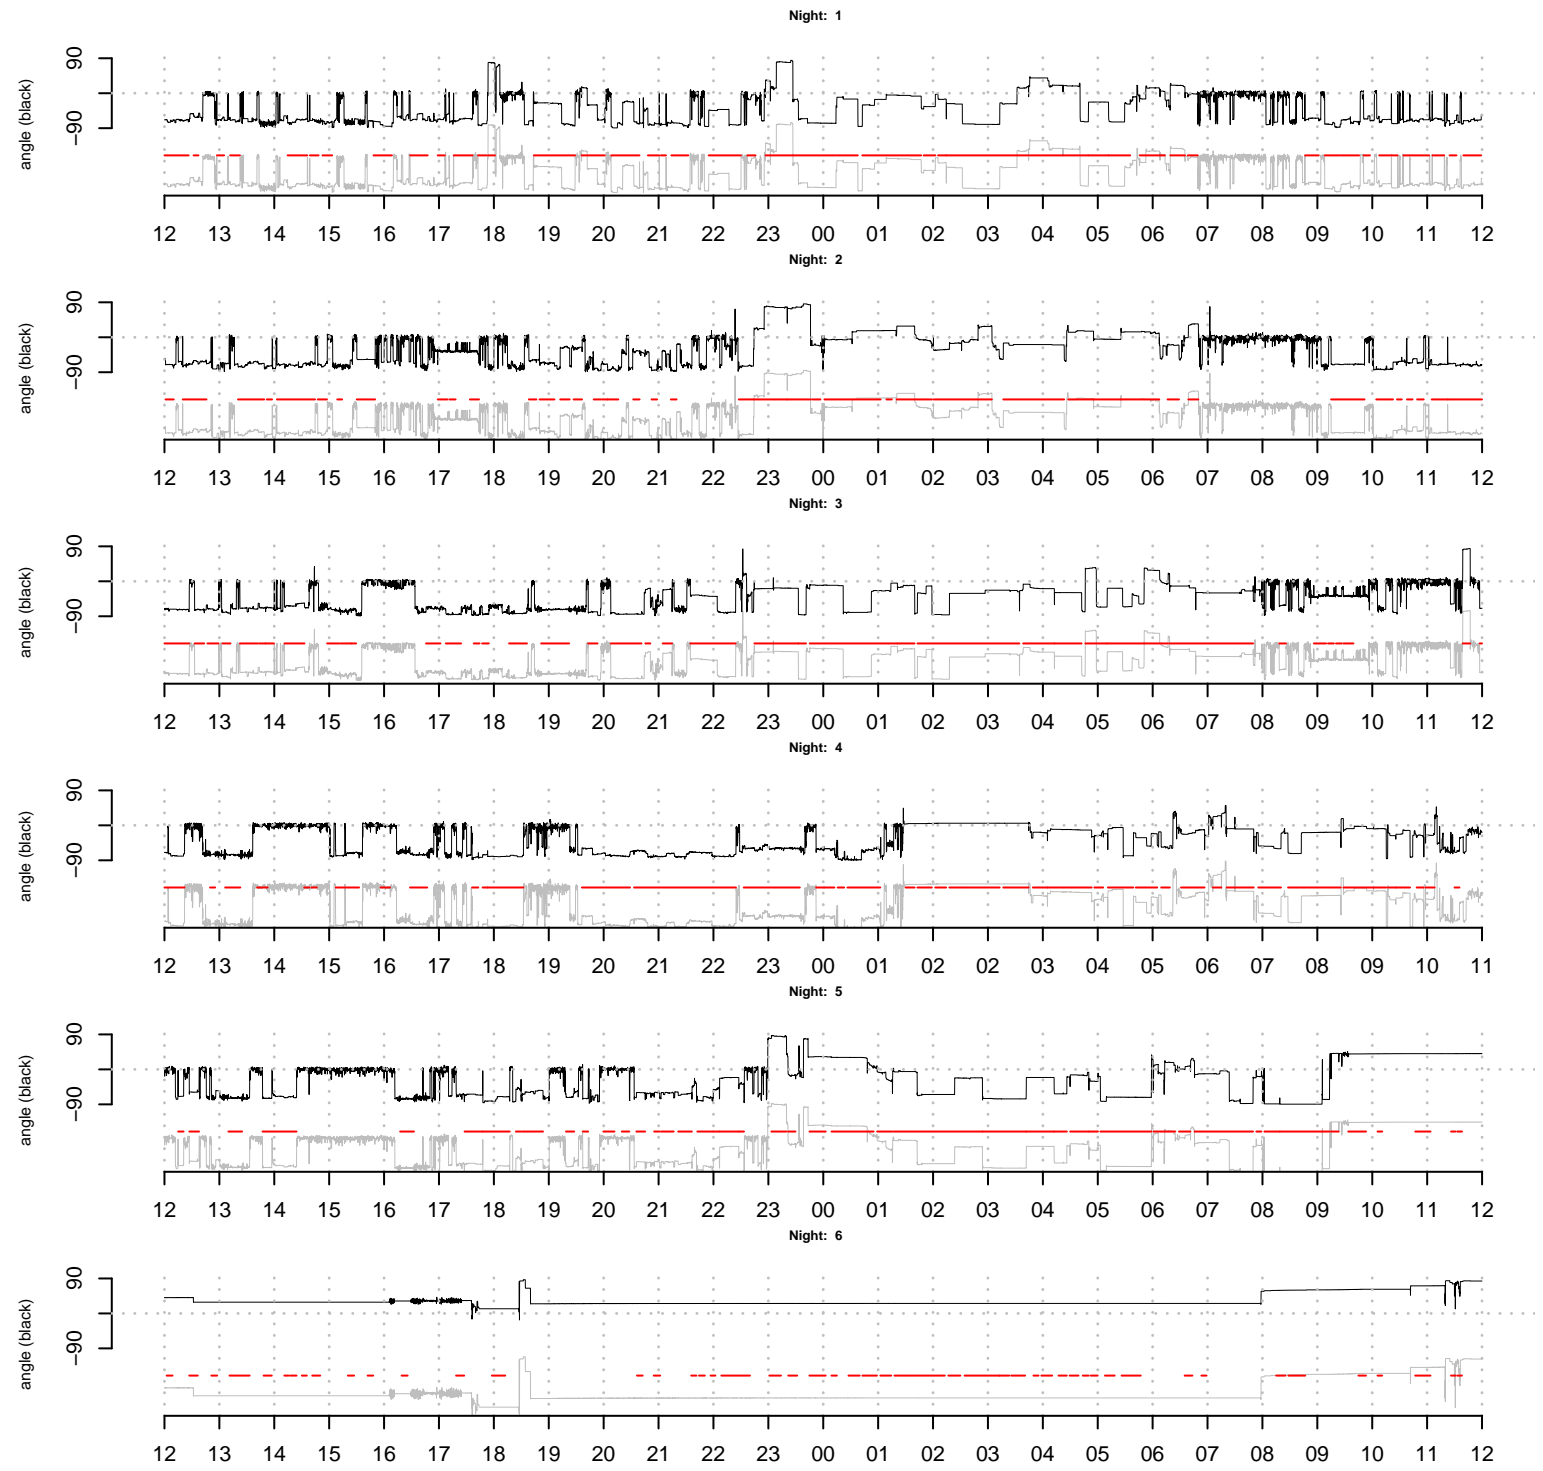 Night: 1
angle (black)
90
-90
12 13 14 15 16 17 18 19 20 21 22 23 00 01 02 03 04 05 06 07 08 09 10 11 12
Night: 2
angle (black)
90
-90
12 13 14 15 16 17 18 19 20 21 22 23 00 01 02 03 04 05 06 07 08 09 10 11 12
Night: 3
angle (black)
90
-90
12 13 14 15 16 17 18 19 20 21 22 23 00 01 02 03 04 05 06 07 08 09 10 11 12
Night: 4
angle (black)
90
-90
12 13 14 15 16 17 18 19 20 21 22 23 00 01 02 02 03 04 05 06 07 08 09 10 11
Night: 5
angle (black)
90
-90
12 13 14 15 16 17 18 19 20 21 22 23 00 01 02 03 04 05 06 07 08 09 10 11 12
Night: 6
angle (black)
90
-90
12 13 14 15 16 17 18 19 20 21 22 23 00 01 02 03 04 05 06 07 08 09 10 11 12